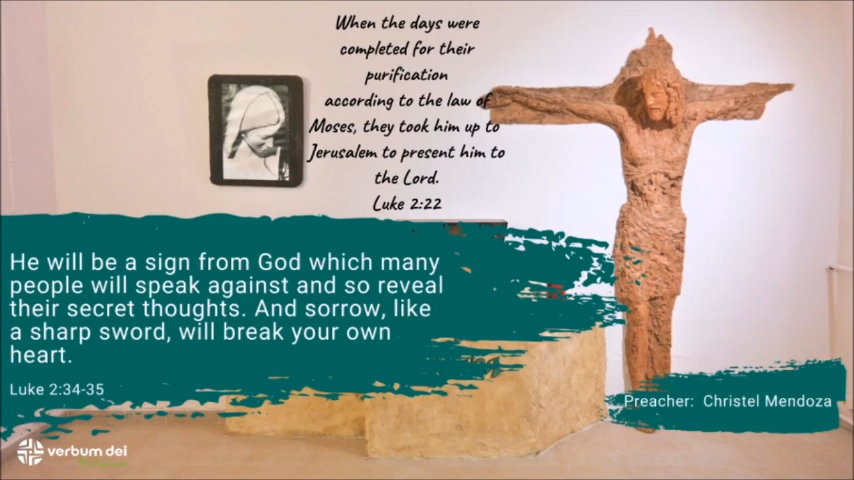 When the days were
completed for their
purification
according to the law of
Moses, they took him up to
Jerusalem to present him to
the Lord.
Luke 2:22
He will be a sign from God which many
people will speak against and so reveal
their secret thoughts. And sorrow, like
a sharp sword, will break your own
heart.
Luke 2:34-35
Preacher: Christel Mendoza
verbum dei